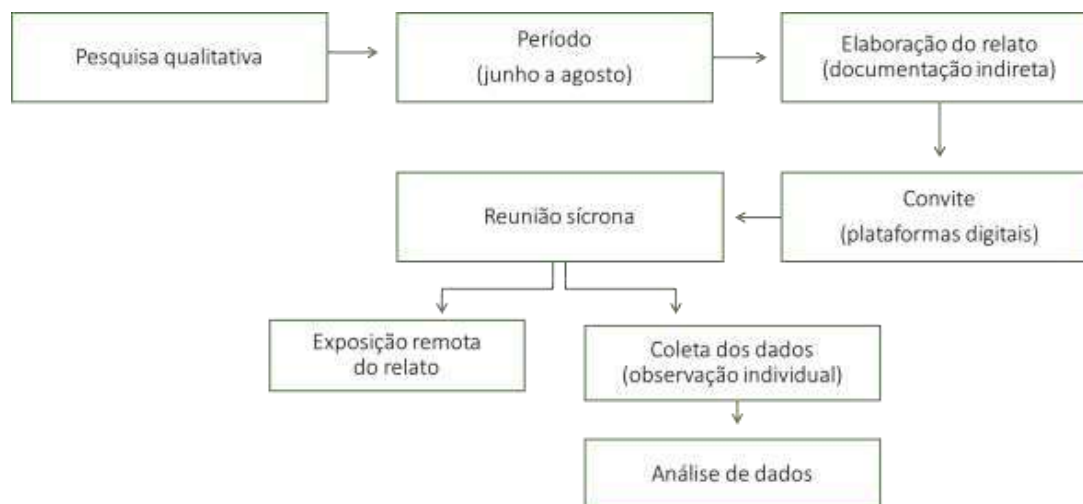 Pesquisa qualitativa
Período
(junho a agosto)
Elaboração do relato
(documentação indireta)
Convite
(plataformas digitais)
Reunião sícrona
Exposição remota
do relato
Coleta dos dados
(observação individual)
Análise de dados